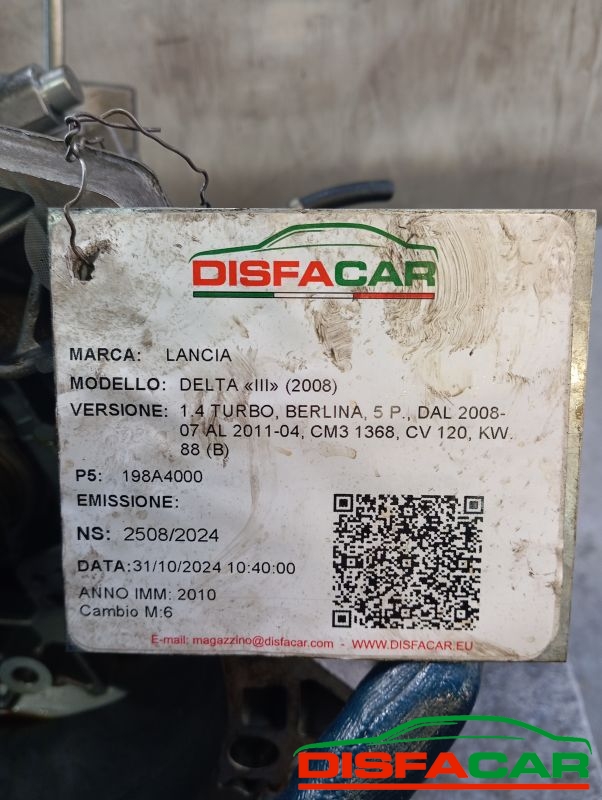 DISFACAR
MARCA: LANCIA
MODELLO: DELTA «III» (2008)
VERSIONE: 1.4 TURBO, BERLINA, 5 P., DAL 2008-
07 AL 2011-04, CM3 1368, CV 120, KW.
88 (B)
P5: 198A4000
EMISSIONE:
NS: 2508/2024
DATA:31/10/2024 10:40:00
ANNO IMM: 2010
Cambio M:6
E-mail: magazzino@disfacar.com - WWW.DISFACAR.EU
DISFACAR